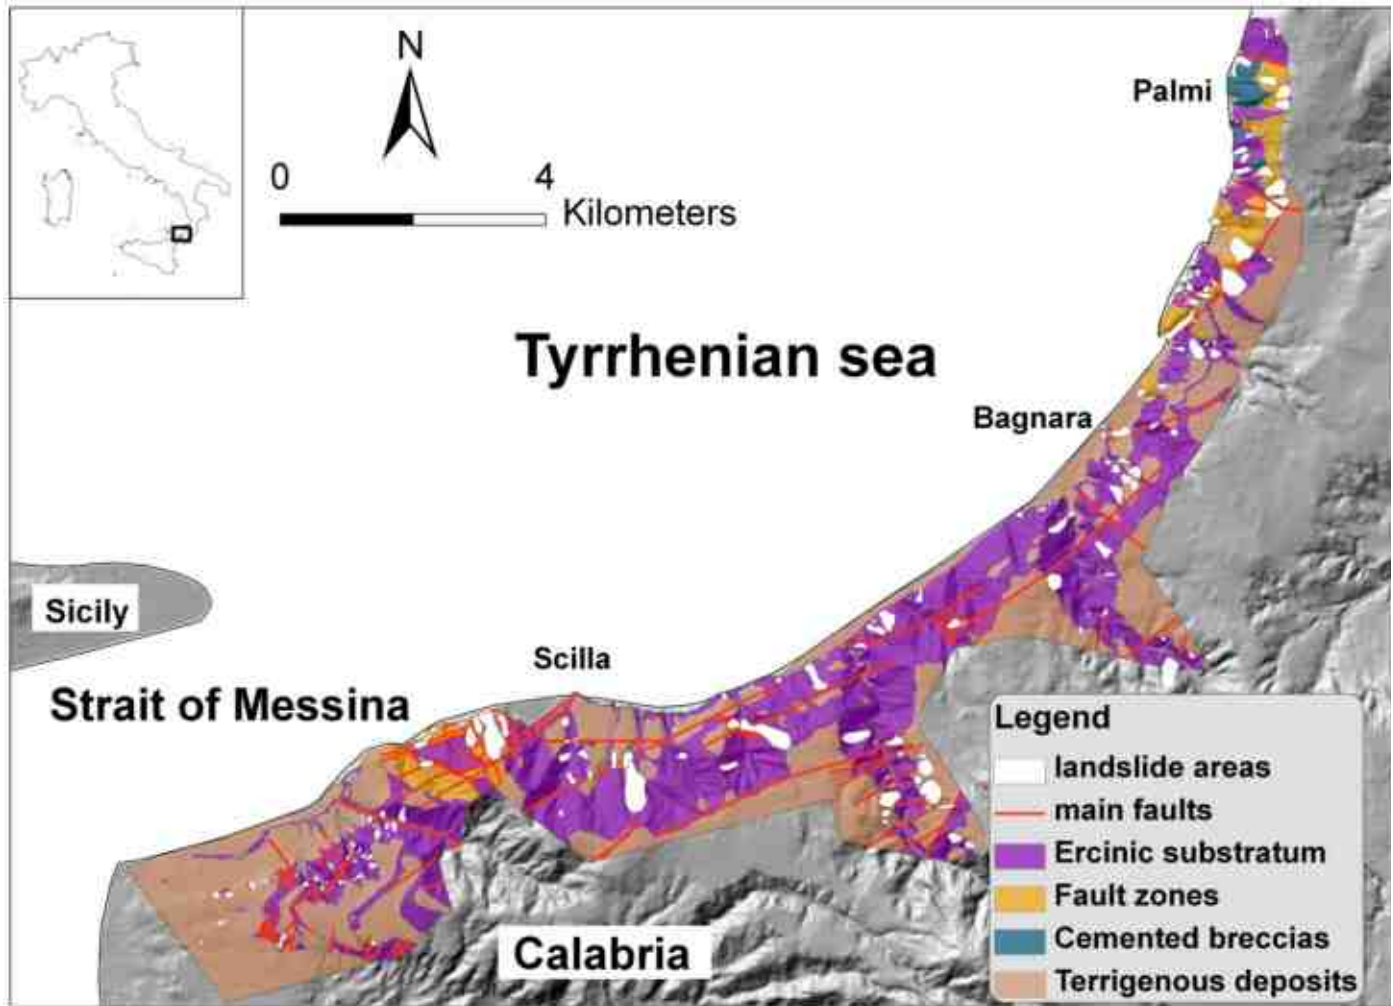 N
0 4
Kilometers
Palmi
Tyrrhenian sea
Bagnara
Sicily
Scilla
Strait of Messina
Calabria
Legend
landslide areas
main faults
Ercinic substratum
Fault zones
Cemented breccias
Terrigenous deposits